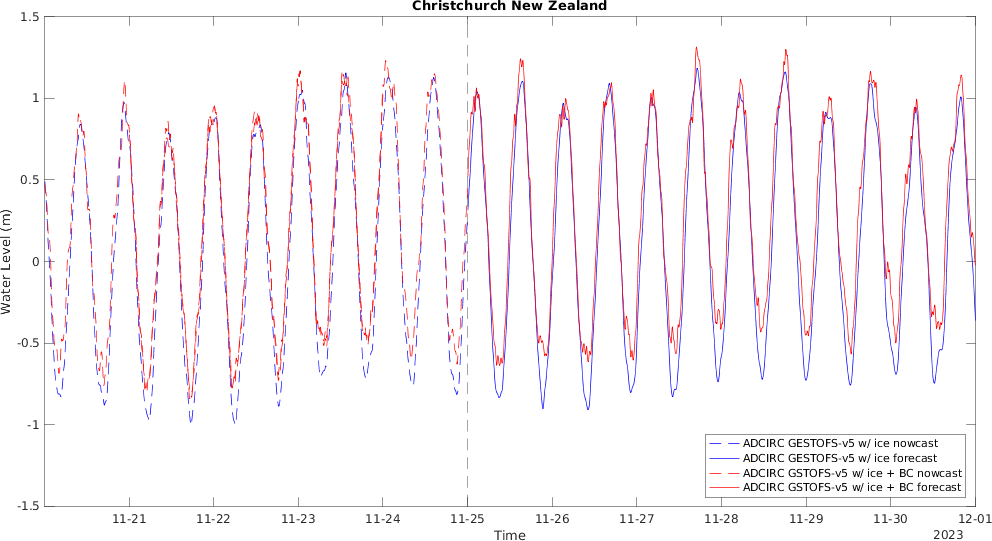 Christchurch New Zealand
1.5
1
0.5
0
-0.5
-1
-1.5
Water Level (m)
11-21
11-22
11-23
11-24
11-25
11-26
11-27
11-28
11-29
11-30
12-01
Time
2023
ADCIRC GESTOFS-v5 w/ ice nowcast
ADCIRC GESTOFS-v5 w/ ice forecast
ADCIRC GSTOFS-v5 w/ ice + BC nowcast
ADCIRC GSTOFS-v5 w/ ice + BC forecast